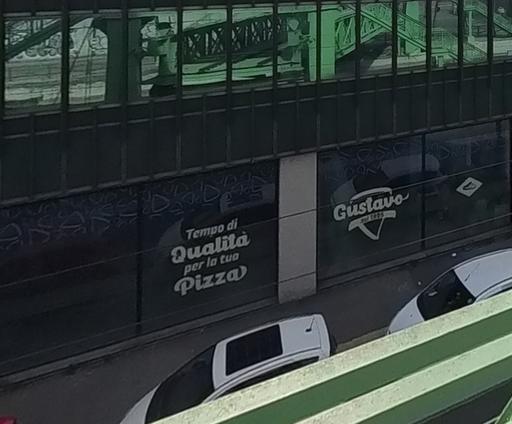 Tempo di
Qualità
per la tua
Pizza
Gustavo